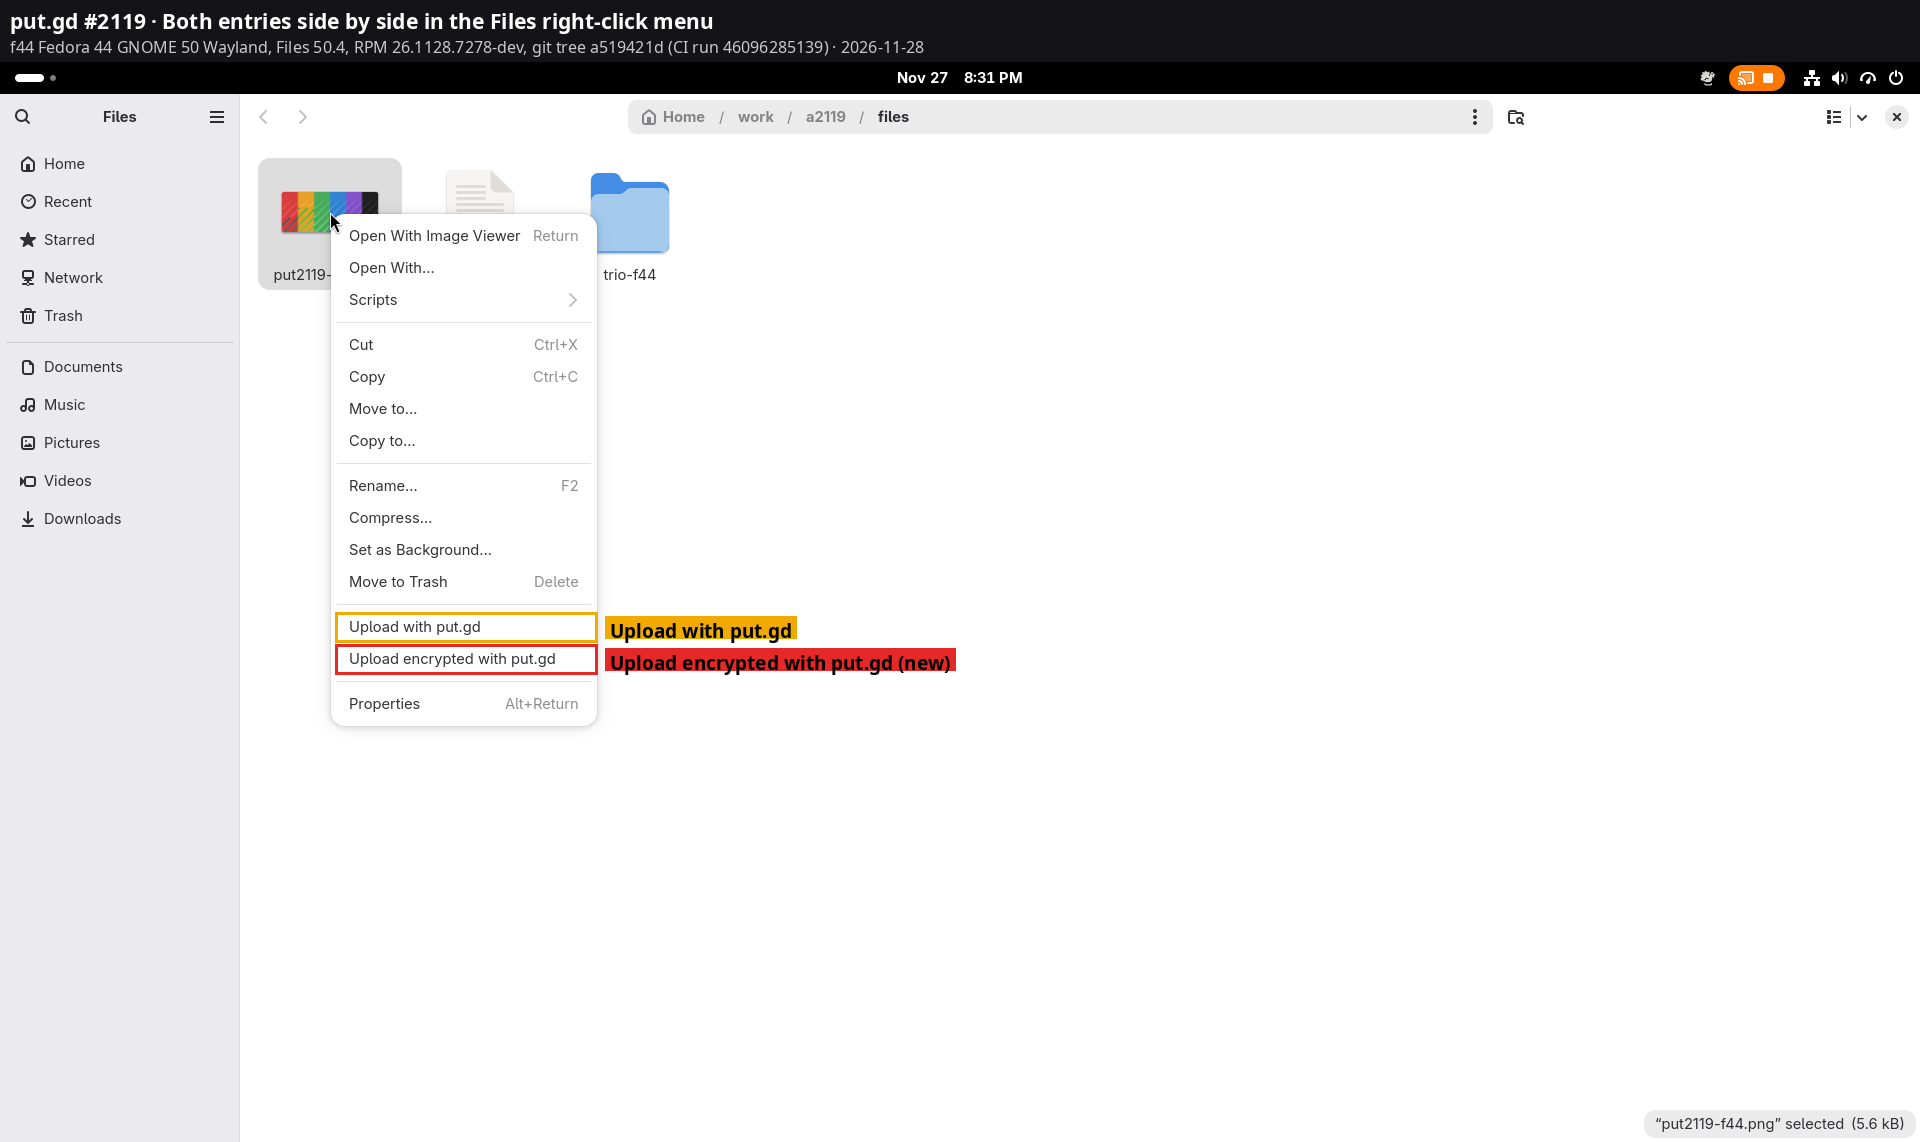 put.gd #2119 · Both entries side by side in the Files right-click menu
f44 Fedora 44 GNOME 50 Wayland, Files 50.4, RPM 26.1128.7278-dev, git tree a519421d (CI run 46096285139) · 2026-11-28
Nov 27 8:31 PM
Files
Home / work / a2119 / files
Home
Recent
Starred
Network
Trash
Documents
Music
Pictures
Videos
Downloads
put2119-
trio-f44
Open With Image Viewer Return
Open With...
Scripts
Cut Ctrl+X
Copy Ctrl+C
Move to...
Copy to...
Rename... F2
Compress...
Set as Background...
Move to Trash Delete
Upload with put.gd
Upload with put.gd
Upload encrypted with put.gd
Upload encrypted with put.gd (new)
Properties Alt+Return
“put2119-f44.png” selected (5.6 kB)